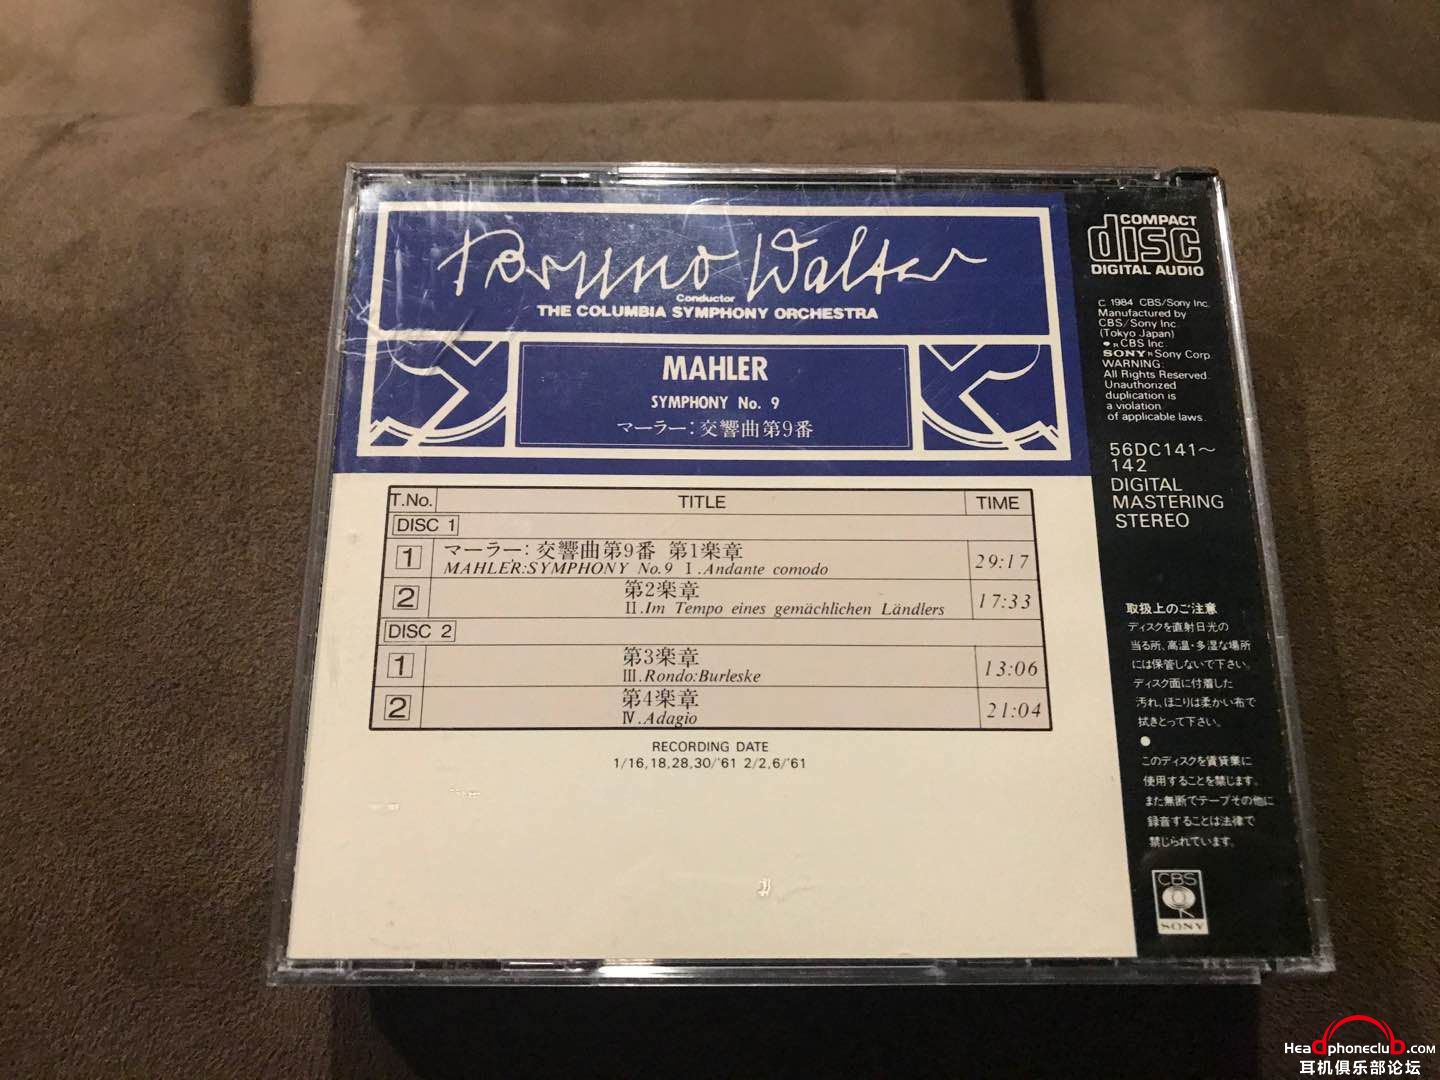 Bruno Walter
Conductor
THE COLUMBIA SYMPHONY ORCHESTRA
MAHLER
SYMPHONY No. 9
マーラー：交響曲第9番
T.No. TITLE TIME
DISC 1
1 マーラー：交響曲第9番 第1楽章
MAHLER:SYMPHONY No.9 Ⅰ.Andante comodo 29:17
2 第2楽章
Ⅱ.Im Tempo eines gemächlichen Ländlers 17:33
DISC 2
1 第3楽章
Ⅲ.Rondo:Burleske 13:06
2 第4楽章
Ⅳ.Adagio 21:04
RECORDING DATE
1/16,18,28,30/'61 2/2,6/'61
COMPACT
disc
DIGITAL AUDIO
C 1984 CBS/Sony Inc.
Manufactured by
CBS/Sony Inc.
(Tokyo Japan)
R CBS Inc.
SONY R Sony Corp.
WARNING:
All Rights Reserved.
Unauthorized
duplication is
a violation
of applicable laws.
56DC141～
142
DIGITAL
MASTERING
STEREO
取扱上のご注意
ディスクを直射日光の
当る所、高温・多湿な場所
には保管しないで下さい。
ディスク面に付着した
汚れ、ほこりは柔かい布で
拭きとって下さい。
このディスクを賃貸業に
使用することを禁じます。
また無断でテープその他に
録音することは法律で
禁じられています。
CBS
SONY
Headphoneclub.com
耳机俱乐部论坛